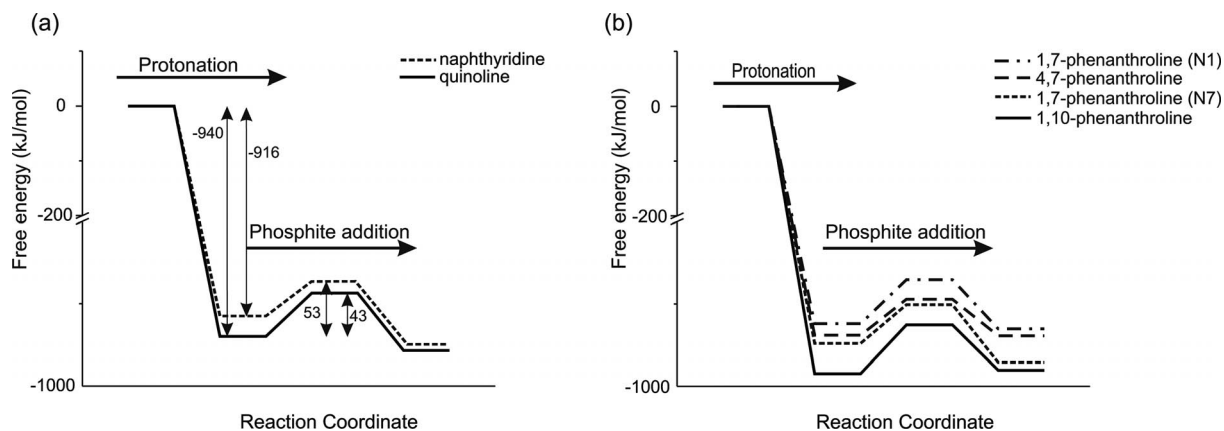 (a)
Free energy (kJ/mol)
0
-200
-1000
Protonation
naphthyridine
quinoline
-940
-916
Phosphite addition
53
43
Reaction Coordinate
(b)
Free energy (kJ/mol)
0
-200
-1000
Protonation
1,7-phenanthroline (N1)
4,7-phenanthroline
1,7-phenanthroline (N7)
1,10-phenanthroline
Phosphite addition
Reaction Coordinate